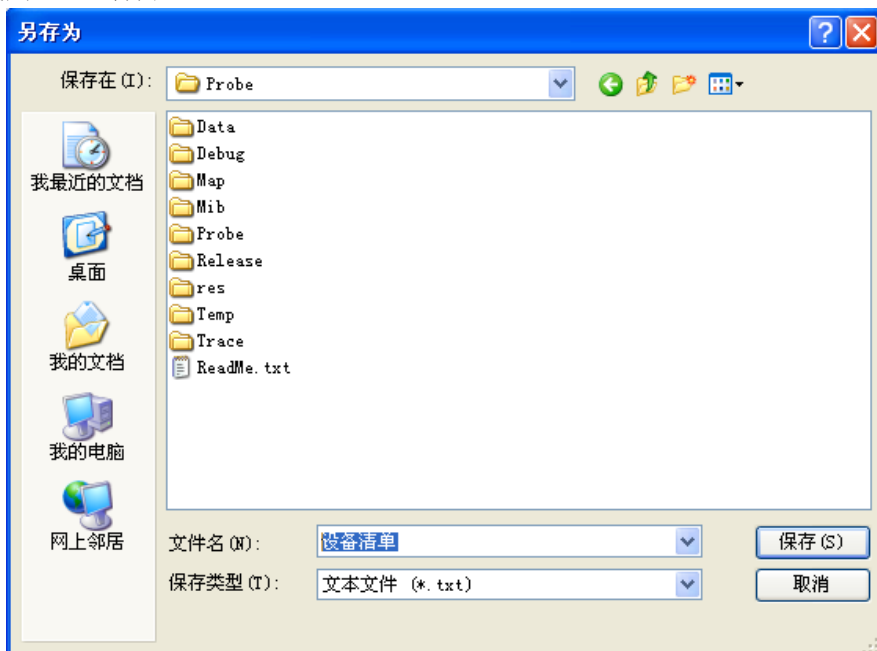 另存为
保存在(I):
Probe
Data
Debug
Map
Mib
Probe
Release
res
Temp
Trace
ReadMe.txt
我最近的文档
桌面
我的文档
我的电脑
网上邻居
文件名(N):
设备清单
保存(S)
保存类型(T):
文本文件 (*.txt)
取消